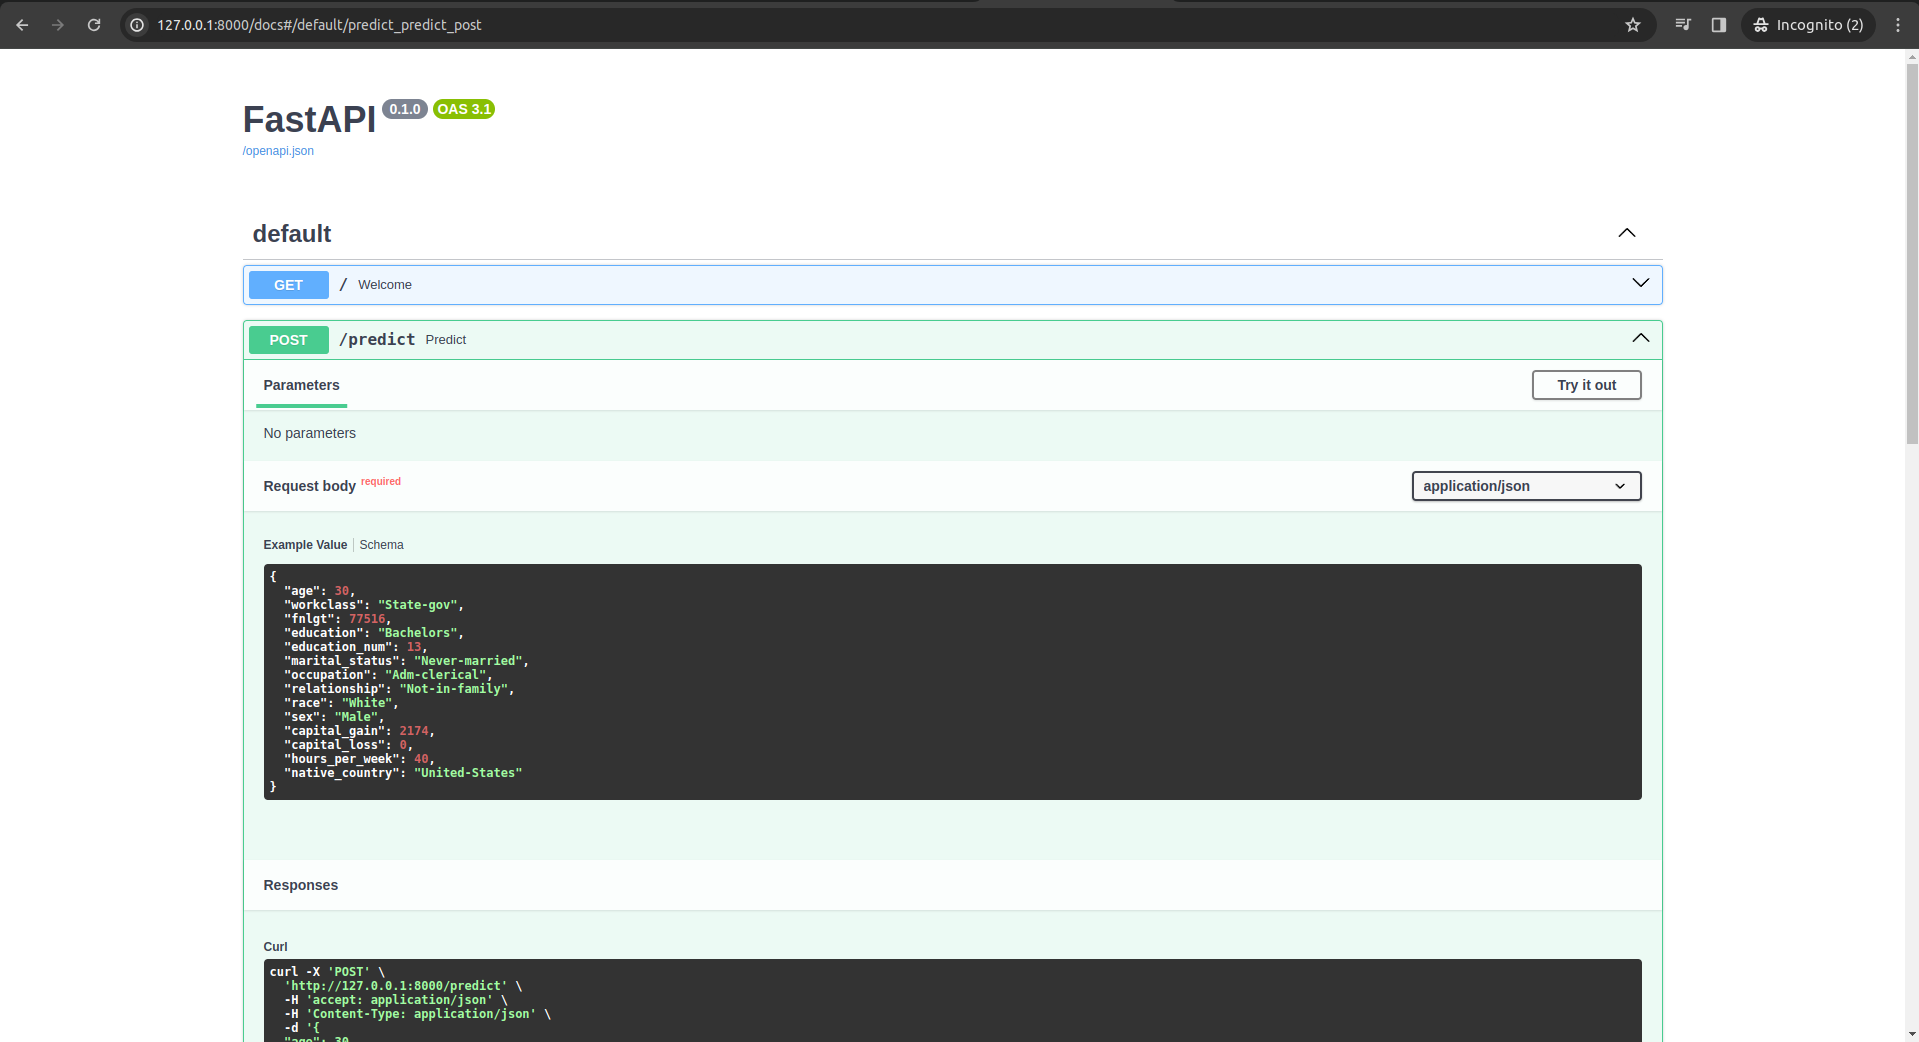 127.0.0.1:8000/docs#/default/predict_predict_post
Incognito (2)
FastAPI 0.1.0 OAS 3.1
/openapi.json
default
GET / Welcome
POST /predict Predict
Parameters
Try it out
No parameters
Request body required
application/json
Example Value Schema
{
"age": 30,
"workclass": "State-gov",
"fnlgt": 77516,
"education": "Bachelors",
"education_num": 13,
"marital_status": "Never-married",
"occupation": "Adm-clerical",
"relationship": "Not-in-family",
"race": "White",
"sex": "Male",
"capital_gain": 2174,
"capital_loss": 0,
"hours_per_week": 40,
"native_country": "United-States"
}
Responses
Curl
curl -X 'POST' \
'http://127.0.0.1:8000/predict' \
-H 'accept: application/json' \
-H 'Content-Type: application/json' \
-d '{
"age": 30